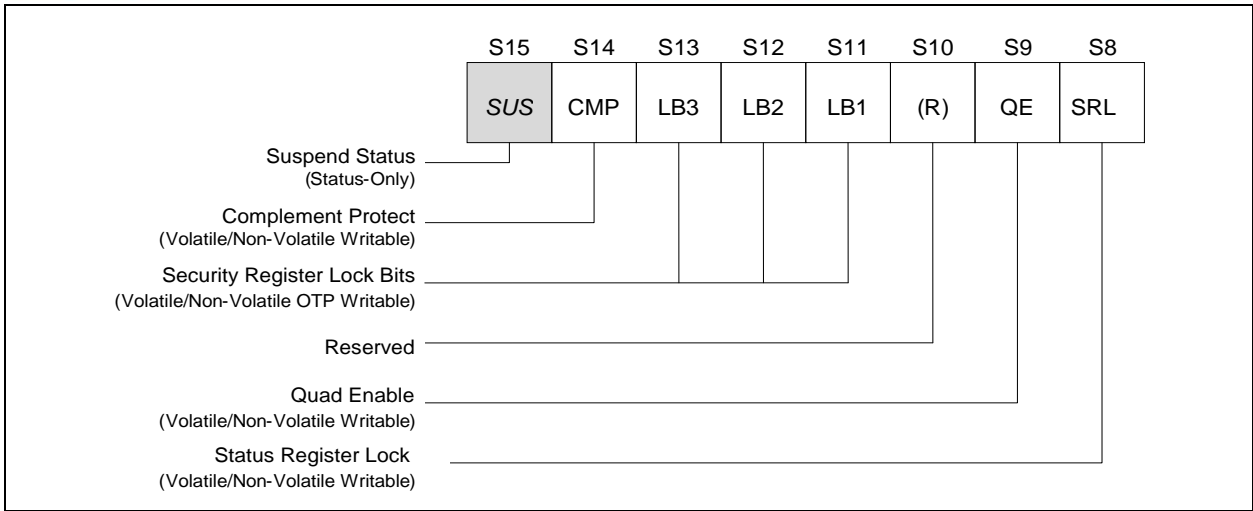 S15 S14 S13 S12 S11 S10 S9 S8
SUS CMP LB3 LB2 LB1 (R) QE SRL
Suspend Status
(Status-Only)
Complement Protect
(Volatile/Non-Volatile Writable)
Security Register Lock Bits
(Volatile/Non-Volatile OTP Writable)
Reserved
Quad Enable
(Volatile/Non-Volatile Writable)
Status Register Lock
(Volatile/Non-Volatile Writable)